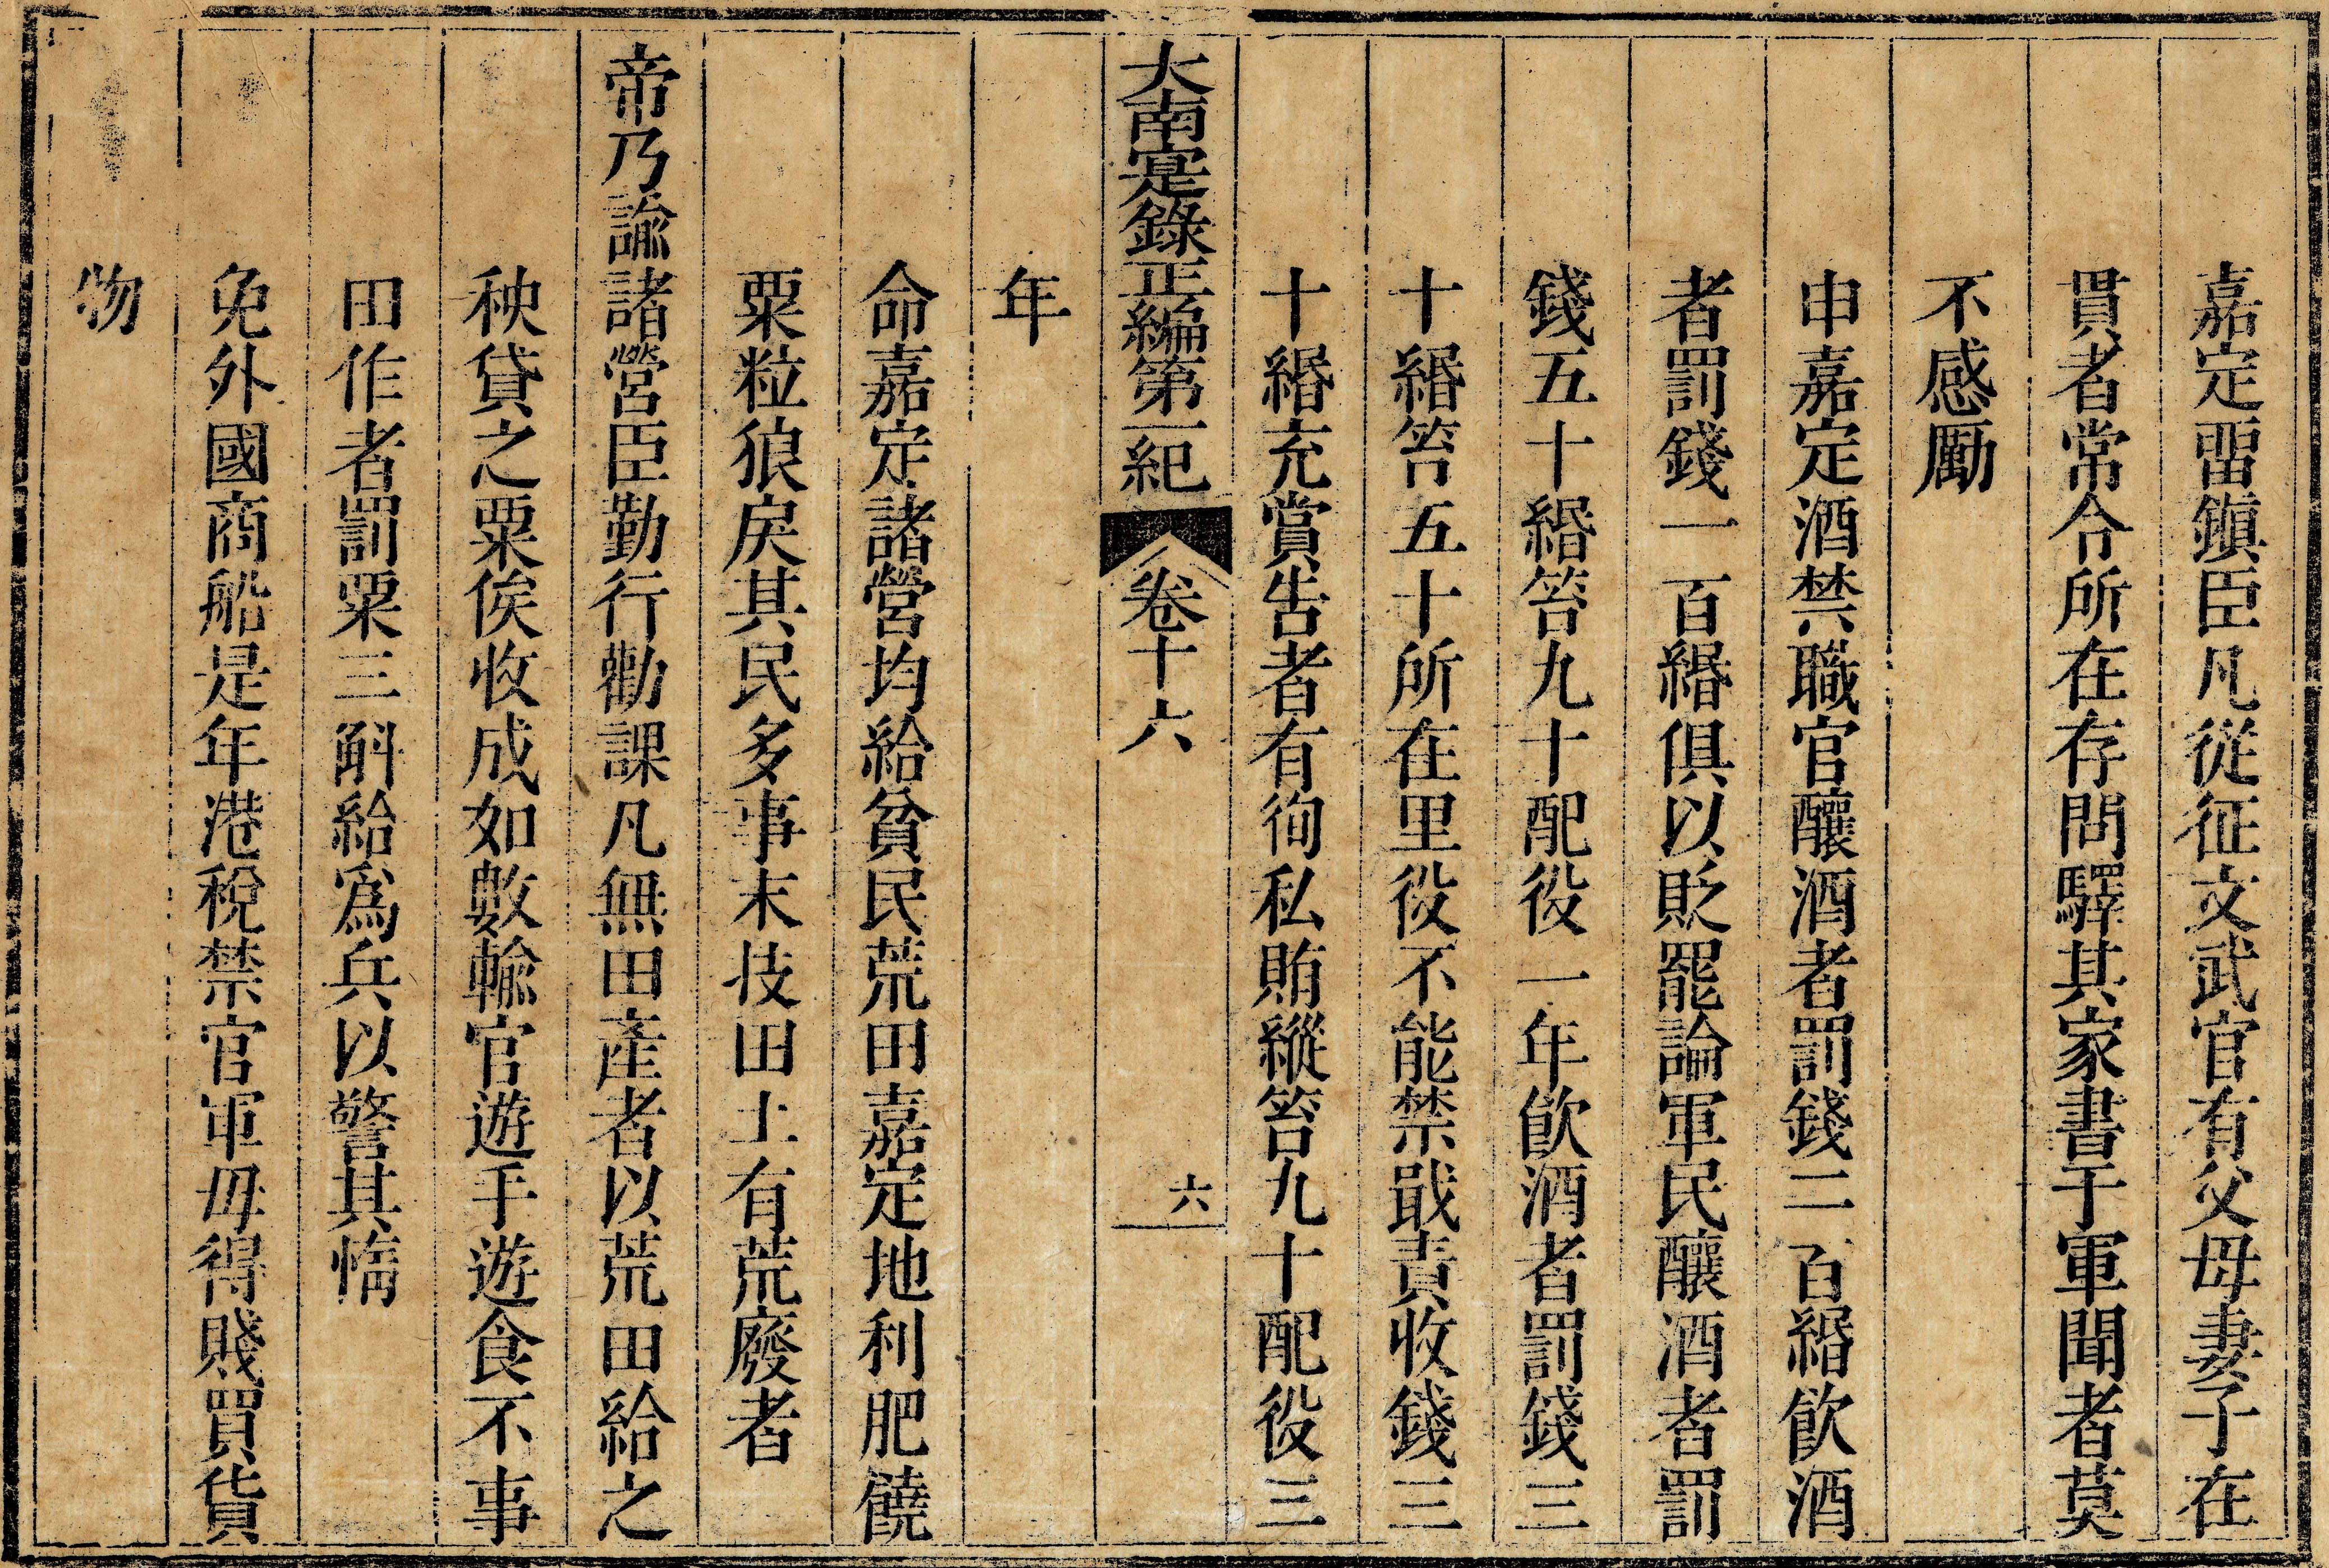 嘉定畱鎭臣凡從征文武官有父母妻子在
貫者常令所在存問驛其家書于軍聞者莫
不感勵
申嘉定酒禁職官釀酒者罰錢二百緡飲酒
者罰錢一百緡俱以貶罷論軍民釀酒者罰
錢五十緡笞九十配役一年飲酒者罰錢三
十緡笞五十所在里役不能禁戢責收錢三
十緡充賞告者有徇私賄縱笞九十配役三
年
大南寔錄正編第一紀 卷十六 六
命嘉定諸營均給貧民荒田嘉定地利肥饒
粟粒狼戾其民多事末技田土有荒廢者
帝乃諭諸營臣勤行勸課凡無田產者以荒田給之
秧貸之粟俟收成如數輸官遊手遊食不事
田作者罰粟三斛給爲兵以警其惰
免外國商船是年港稅禁官軍毋得賤買貨
物